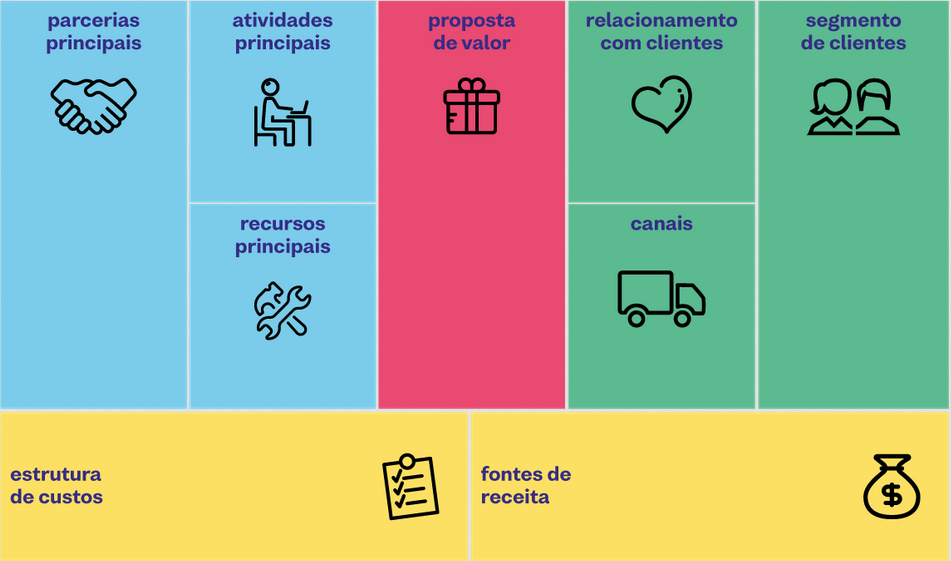 parcerias
principais
atividades
principais
proposta
de valor
relacionamento
com clientes
segmento
de clientes
recursos
principais
canais
estrutura
de custos
fontes de
receita
$